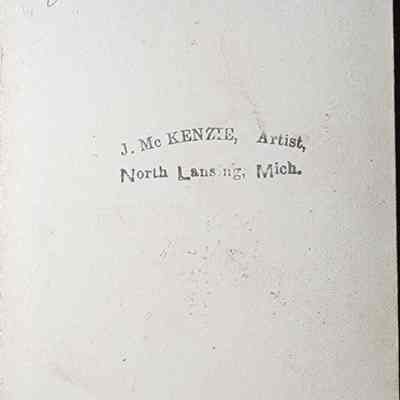 J. Mc KENZIE, Artist,
North Lansing, Mich.